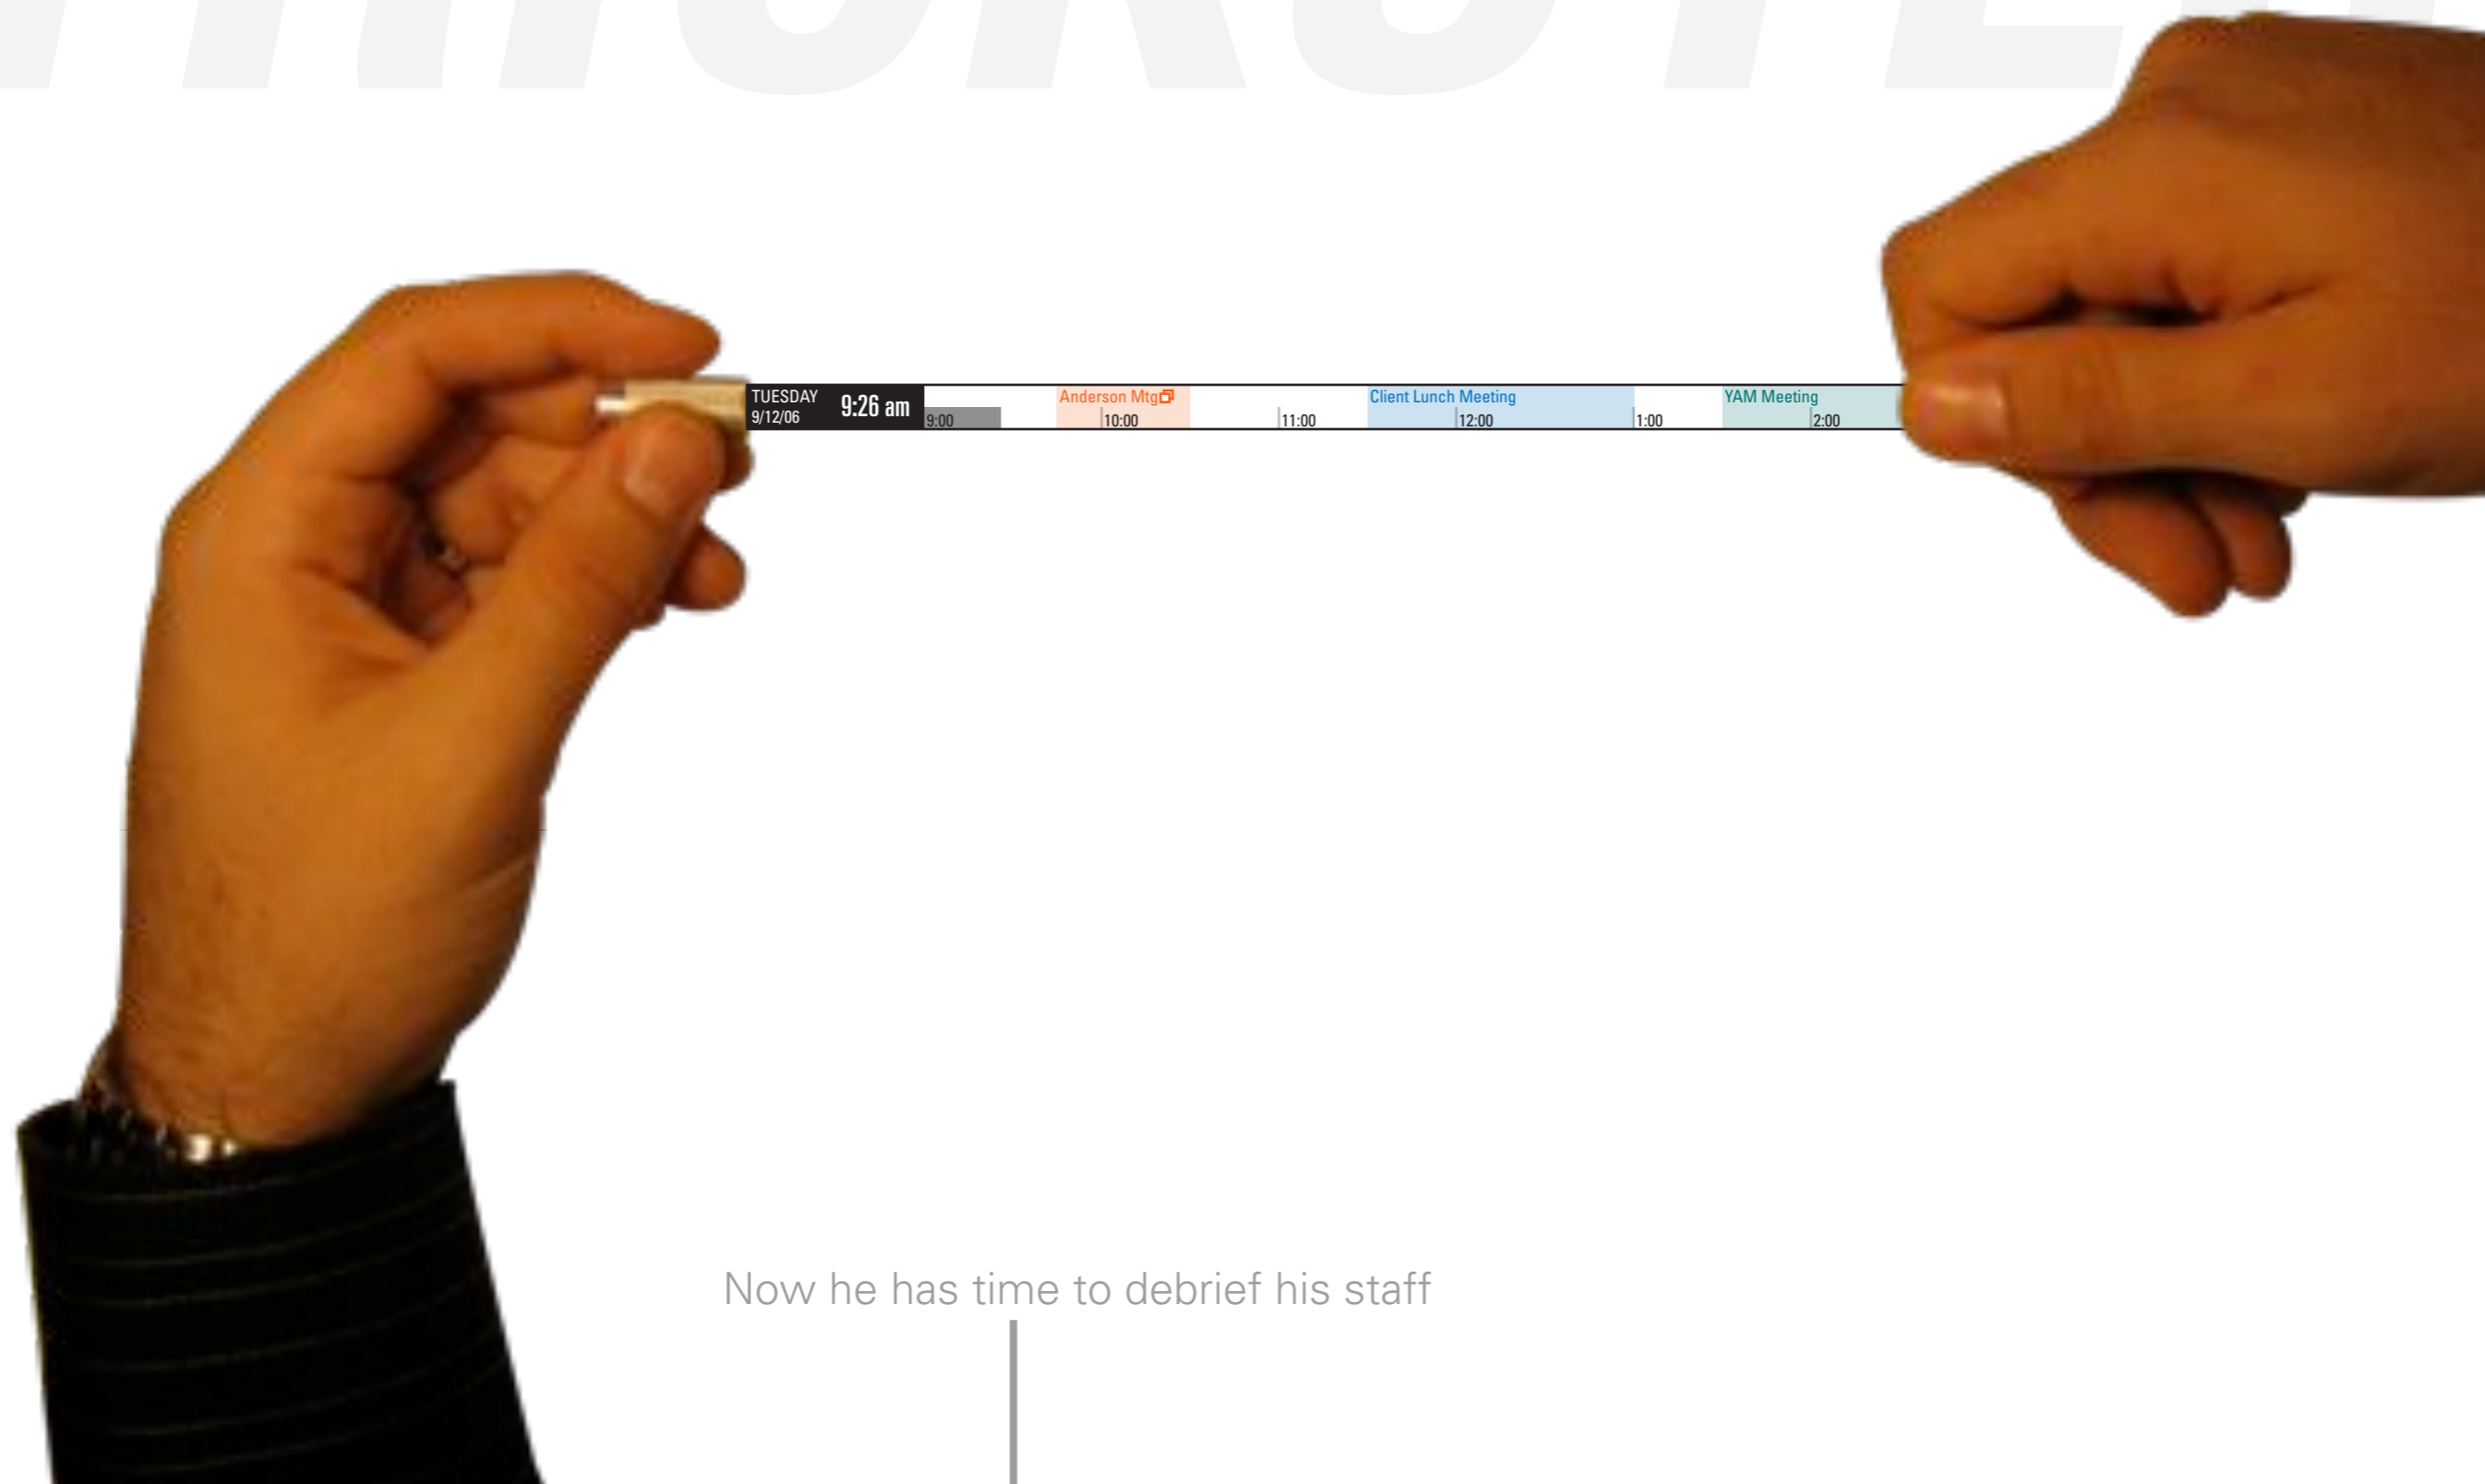 TUESDAY
9/12/06
9:26 am
Anderson Mtg
Client Lunch Meeting
YAM Meeting
9:00
10:00
11:00
12:00
1:00
2:00
Now he has time to debrief his staff